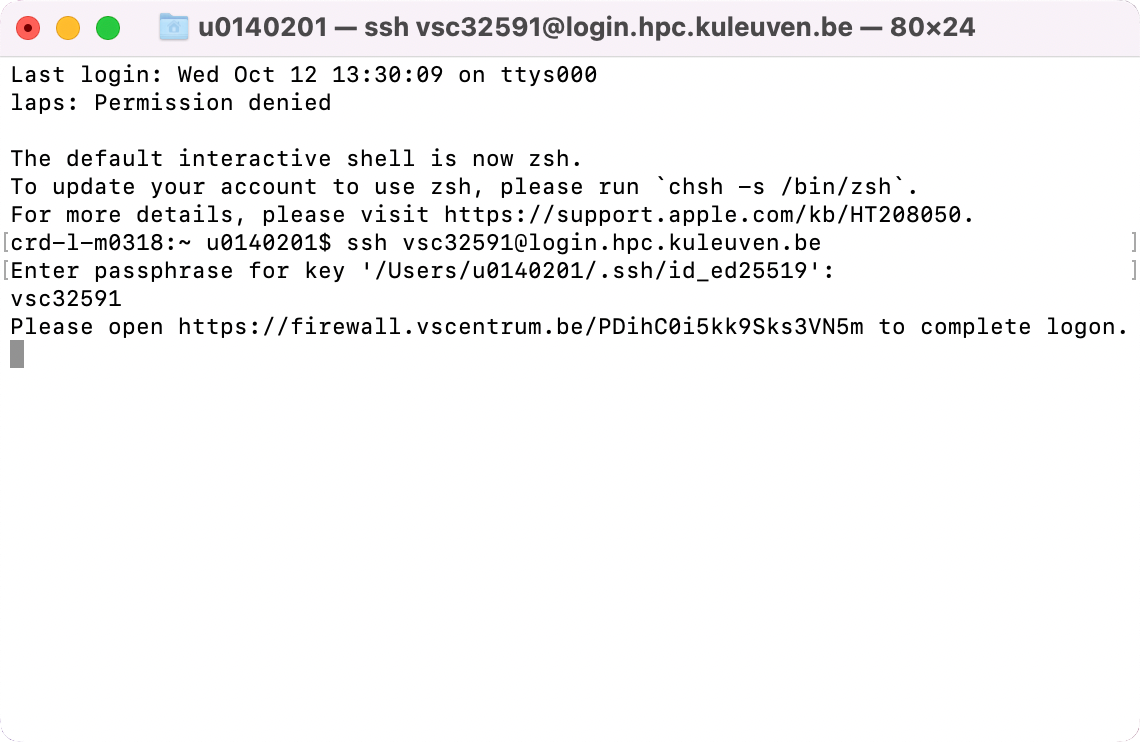 u0140201 — ssh vsc32591@login.hpc.kuleuven.be — 80×24
Last login: Wed Oct 12 13:30:09 on ttys000
laps: Permission denied
The default interactive shell is now zsh.
To update your account to use zsh, please run `chsh -s /bin/zsh`.
For more details, please visit https://support.apple.com/kb/HT208050.
[crd-l-m0318:~ u0140201$ ssh vsc32591@login.hpc.kuleuven.be ]
[Enter passphrase for key '/Users/u0140201/.ssh/id_ed25519': ]
vsc32591
Please open https://firewall.vscentrum.be/PDihC0i5kk9Sks3VN5m to complete logon.